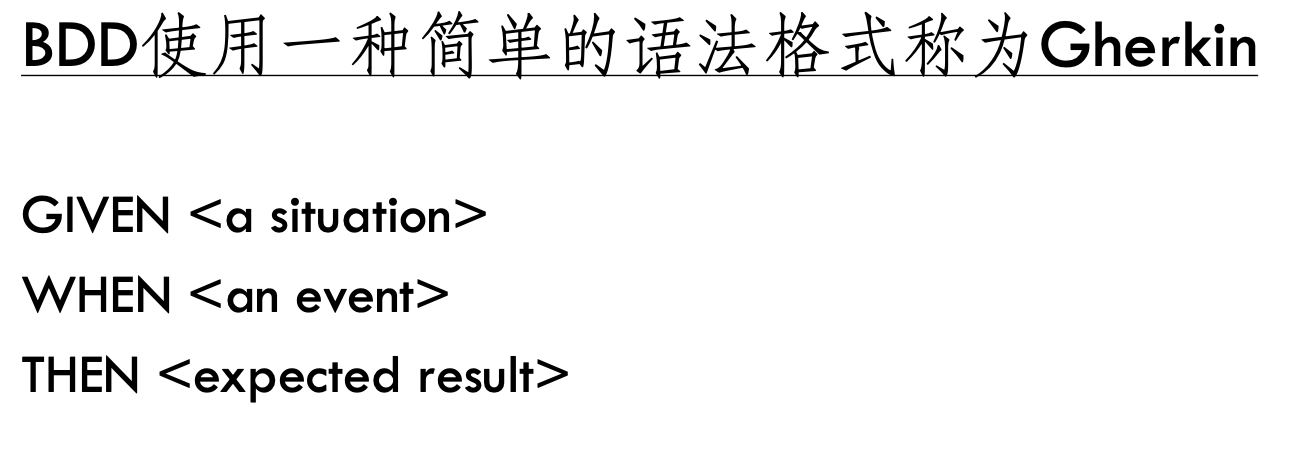 BDD使用一种简单的语法格式称为Gherkin
GIVEN <a situation>
WHEN <an event>
THEN <expected result>